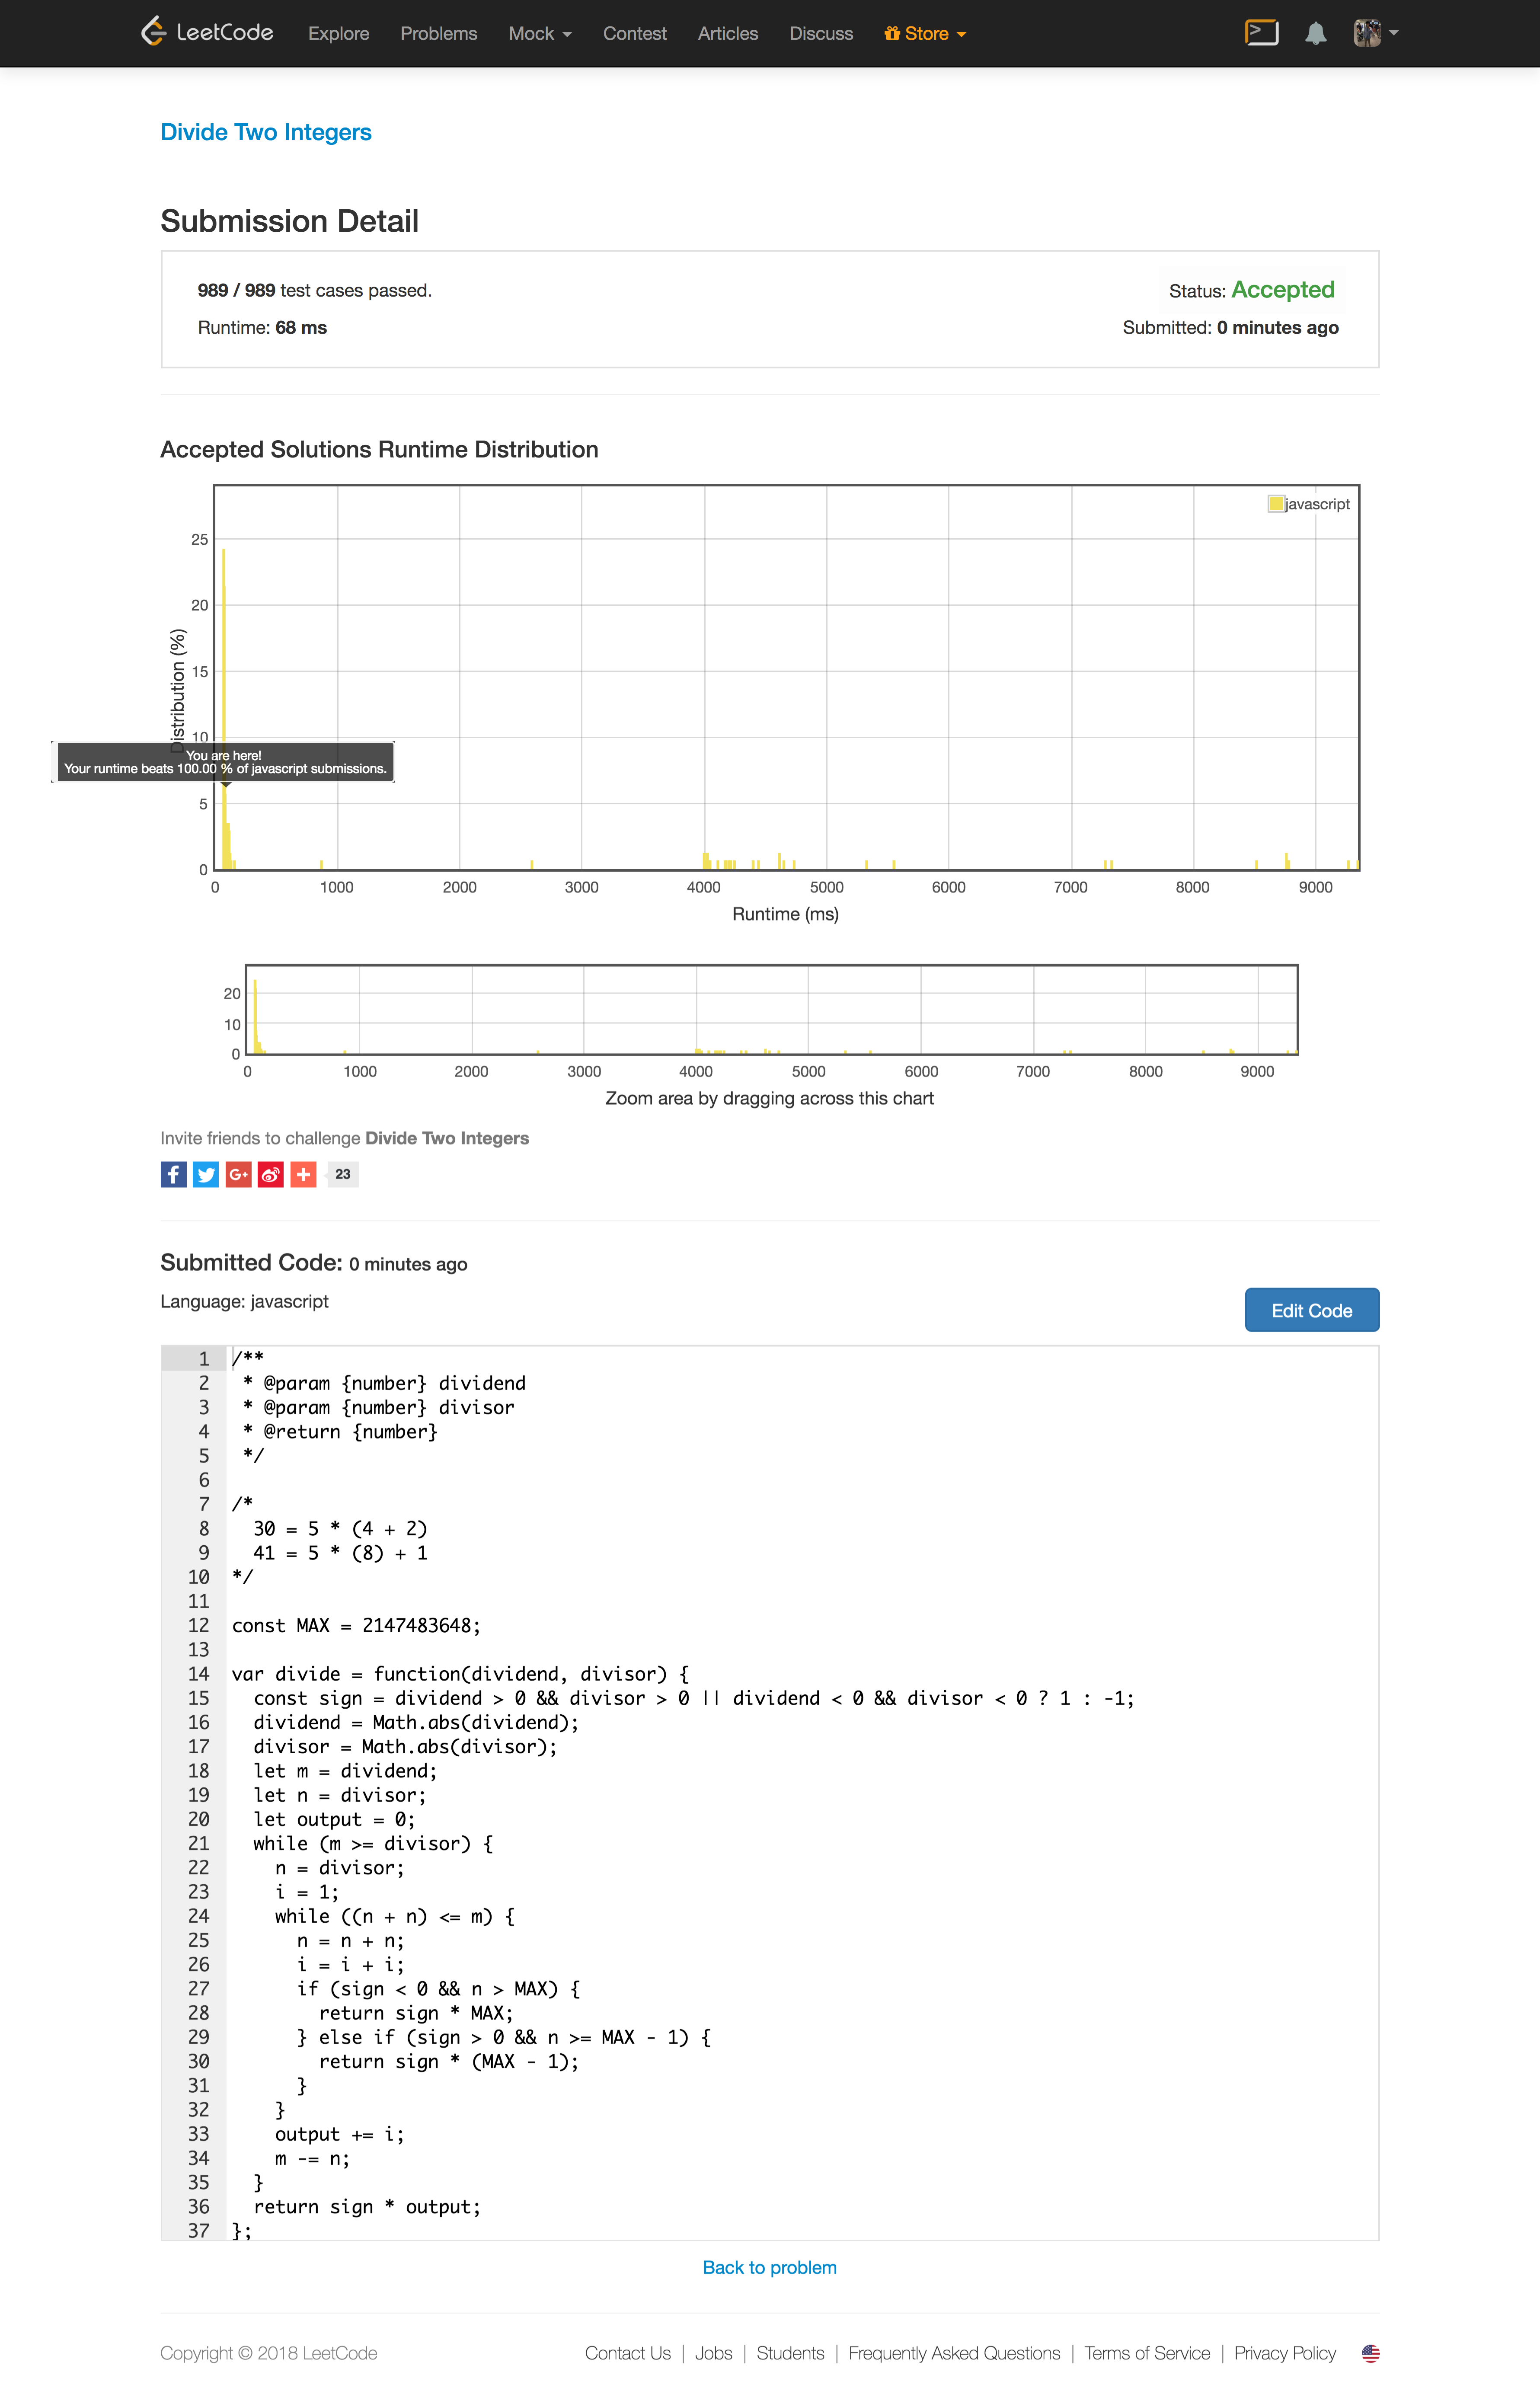 LeetCode Explore Problems Mock Contest Articles Discuss Store
Divide Two Integers
Submission Detail
989 / 989 test cases passed.
Status: Accepted
Runtime: 68 ms
Submitted: 0 minutes ago
Accepted Solutions Runtime Distribution
javascript
25
20
15
10
5
0
Distribution (%)
You are here!
Your runtime beats 100.00 % of javascript submissions.
0 1000 2000 3000 4000 5000 6000 7000 8000 9000
Runtime (ms)
20
10
0
0 1000 2000 3000 4000 5000 6000 7000 8000 9000
Zoom area by dragging across this chart
Invite friends to challenge Divide Two Integers
f G+ + 23
Submitted Code: 0 minutes ago
Language: javascript
Edit Code
1 /**
2  * @param {number} dividend
3  * @param {number} divisor
4  * @return {number}
5  */
6
7 /*
8   30 = 5 * (4 + 2)
9   41 = 5 * (8) + 1
10 */
11
12 const MAX = 2147483648;
13
14 var divide = function(dividend, divisor) {
15   const sign = dividend > 0 && divisor > 0 || dividend < 0 && divisor < 0 ? 1 : -1;
16   dividend = Math.abs(dividend);
17   divisor = Math.abs(divisor);
18   let m = dividend;
19   let n = divisor;
20   let output = 0;
21   while (m >= divisor) {
22     n = divisor;
23     i = 1;
24     while ((n + n) <= m) {
25       n = n + n;
26       i = i + i;
27       if (sign < 0 && n > MAX) {
28         return sign * MAX;
29       } else if (sign > 0 && n >= MAX - 1) {
30         return sign * (MAX - 1);
31       }
32     }
33     output += i;
34     m -= n;
35   }
36   return sign * output;
37 };
Back to problem
Copyright © 2018 LeetCode
Contact Us | Jobs | Students | Frequently Asked Questions | Terms of Service | Privacy Policy